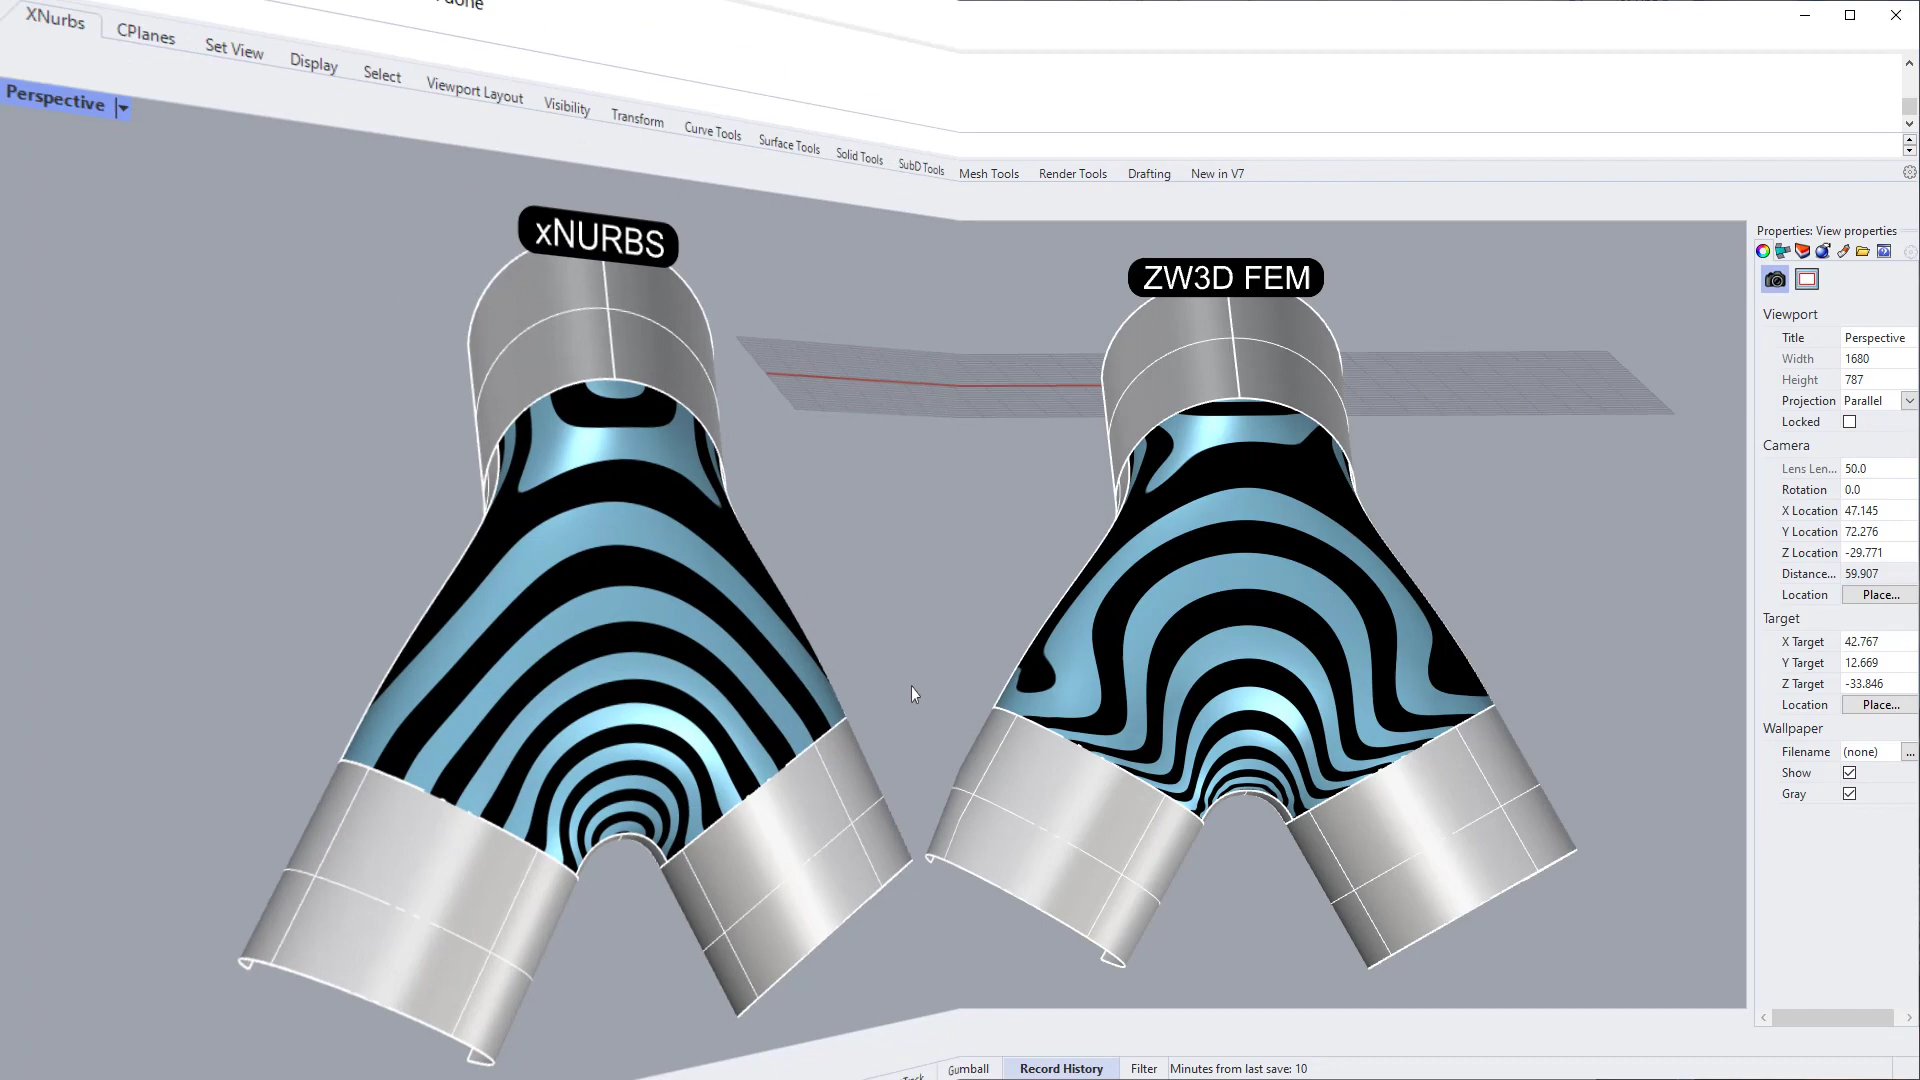 done
XNurbs
CPlanes
Set View
Display
Select
Viewport Layout
Visibility
Transform
Curve Tools
Surface Tools
Solid Tools
SubD Tools
Mesh Tools
Render Tools
Drafting
New in V7
Perspective
xNURBS
ZW3D FEM
Properties: View properties
Viewport
Title Perspective
Width 1680
Height 787
Projection Parallel
Locked
Camera
Lens Len... 50.0
Rotation 0.0
X Location 47.145
Y Location 72.276
Z Location -29.771
Distance... 59.907
Location Place...
Target
X Target 42.767
Y Target 12.669
Z Target -33.846
Location Place...
Wallpaper
Filename (none) ...
Show
Gray
Gumball
Record History
Filter
Minutes from last save: 10